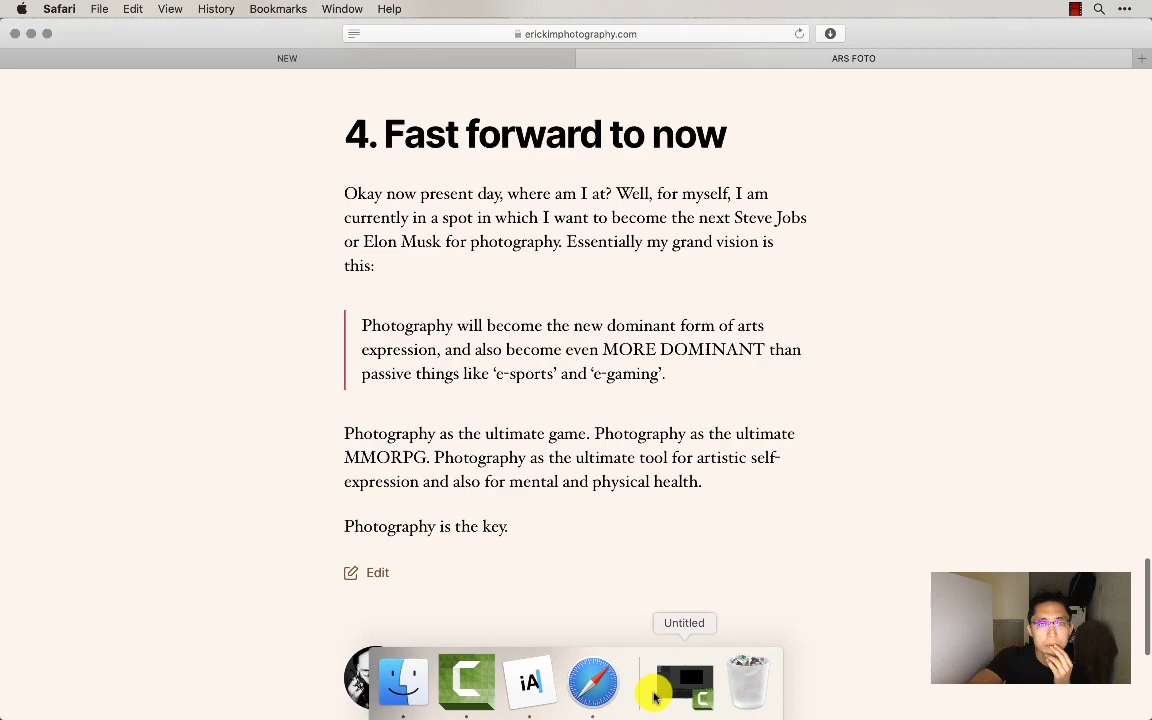 Safari File Edit View History Bookmarks Window Help
erickimphotography.com
NEW ARS FOTO
4. Fast forward to now
Okay now present day, where am I at? Well, for myself, I am
currently in a spot in which I want to become the next Steve Jobs
or Elon Musk for photography. Essentially my grand vision is
this:
Photography will become the new dominant form of arts
expression, and also become even MORE DOMINANT than
passive things like ‘e-sports’ and ‘e-gaming’.
Photography as the ultimate game. Photography as the ultimate
MMORPG. Photography as the ultimate tool for artistic self-
expression and also for mental and physical health.
Photography is the key.
Edit
Untitled
iA